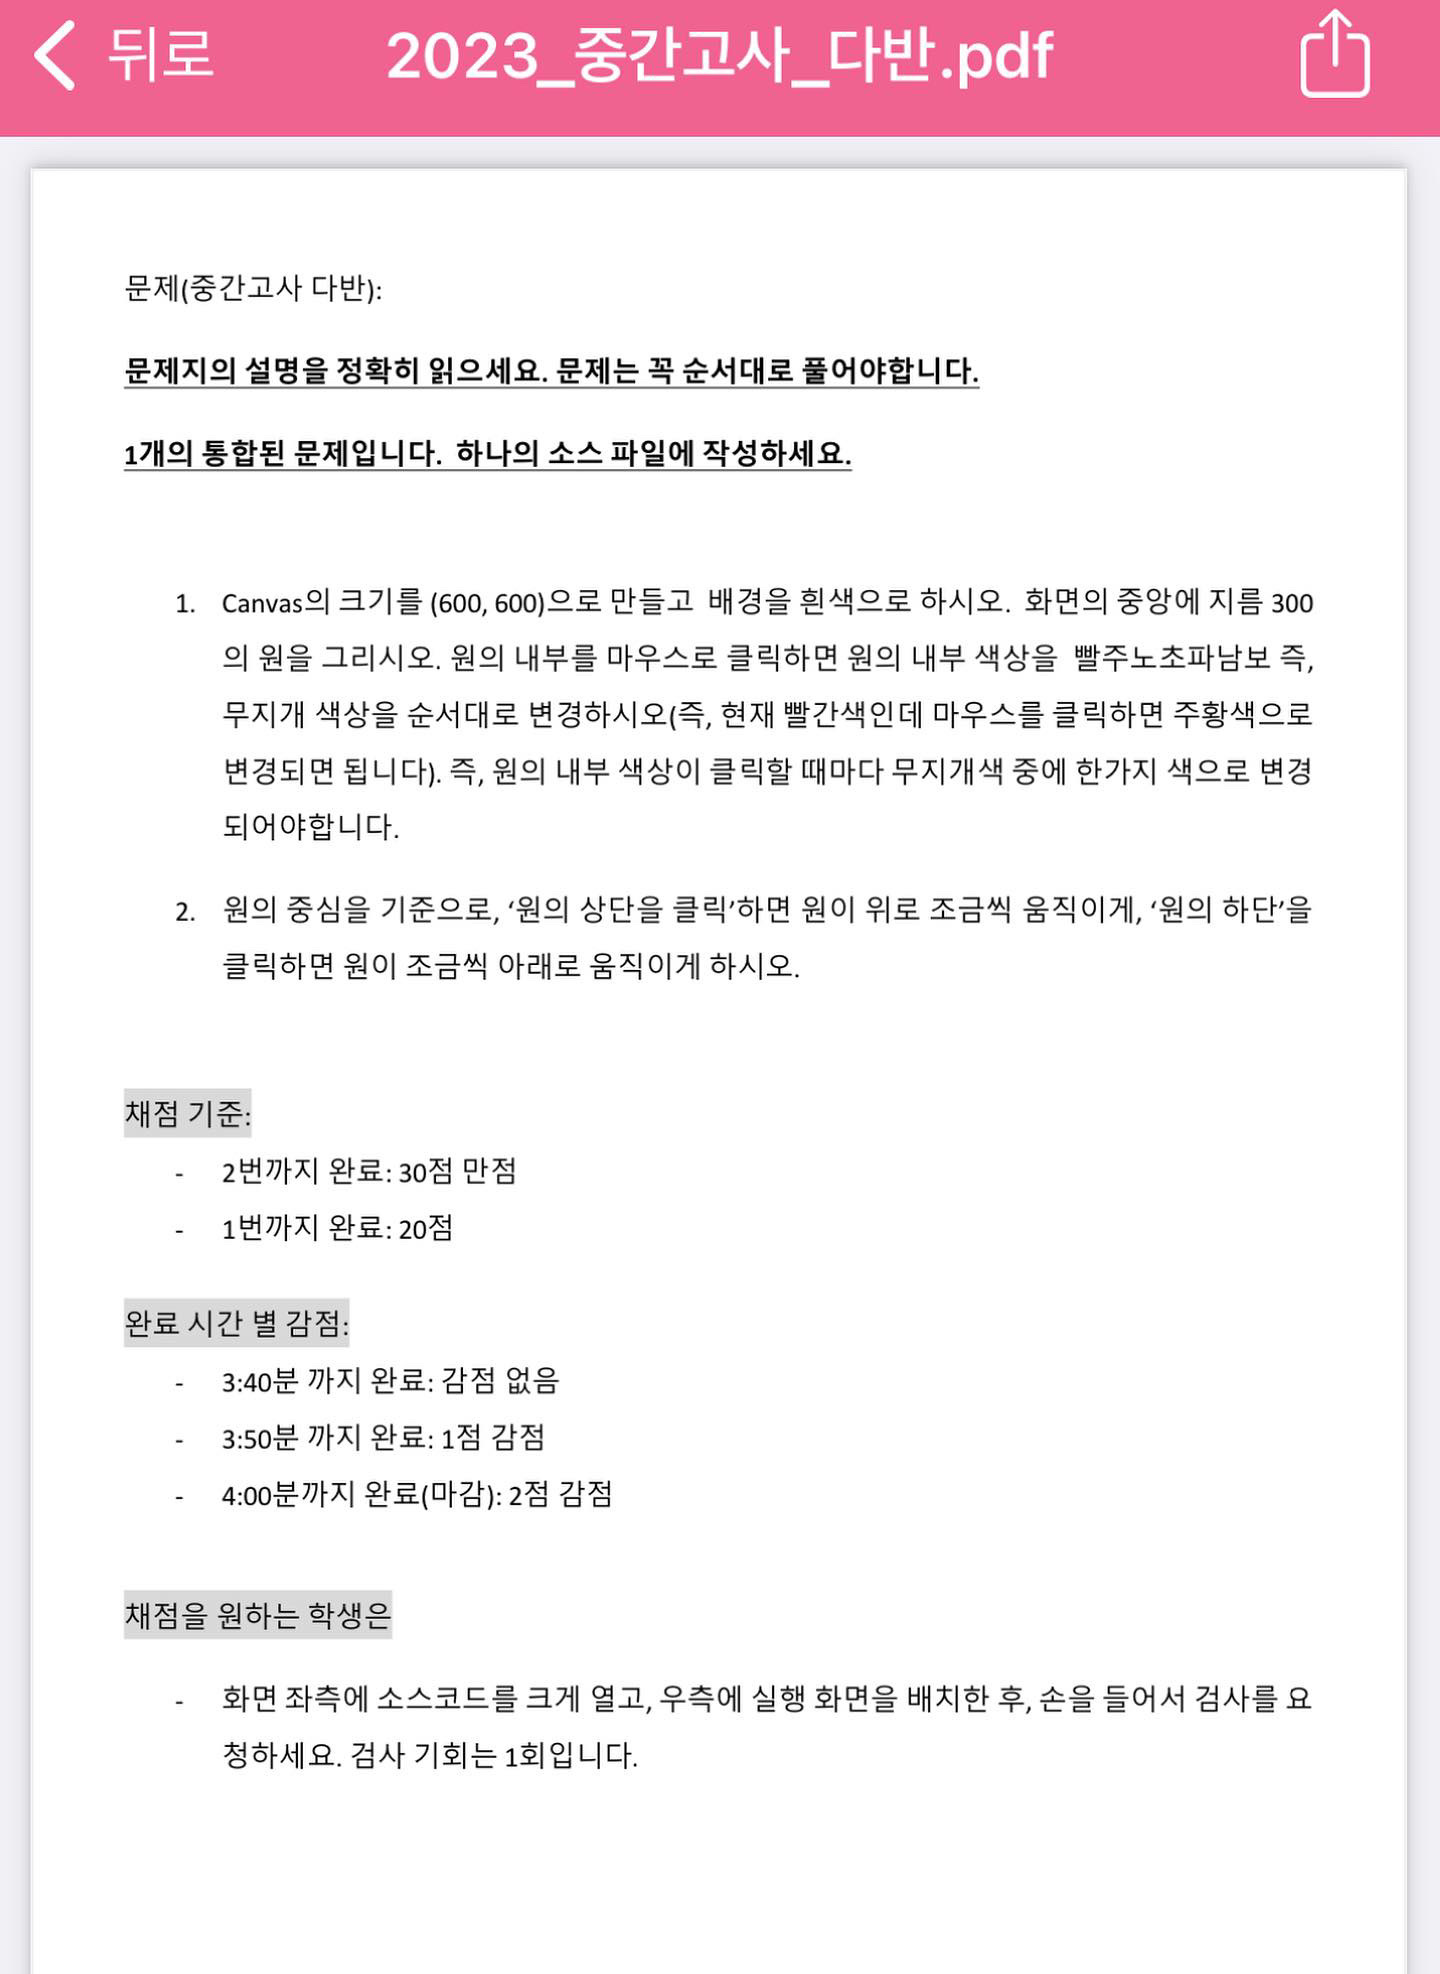 뒤로 2023_중간고사_다반.pdf
문제(중간고사 다반):
문제지의 설명을 정확히 읽으세요. 문제는 꼭 순서대로 풀어야합니다.
1개의 통합된 문제입니다. 하나의 소스 파일에 작성하세요.
1. Canvas의 크기를 (600, 600)으로 만들고 배경을 흰색으로 하시오. 화면의 중앙에 지름 300
의 원을 그리시오. 원의 내부를 마우스로 클릭하면 원의 내부 색상을 빨주노초파남보 즉,
무지개 색상을 순서대로 변경하시오(즉, 현재 빨간색인데 마우스를 클릭하면 주황색으로
변경되면 됩니다). 즉, 원의 내부 색상이 클릭할 때마다 무지개색 중에 한가지 색으로 변경
되어야합니다.
2. 원의 중심을 기준으로, ‘원의 상단을 클릭’하면 원이 위로 조금씩 움직이게, ‘원의 하단’을
클릭하면 원이 조금씩 아래로 움직이게 하시오.
채점 기준:
- 2번까지 완료: 30점 만점
- 1번까지 완료: 20점
완료 시간 별 감점:
- 3:40분 까지 완료: 감점 없음
- 3:50분 까지 완료: 1점 감점
- 4:00분까지 완료(마감): 2점 감점
채점을 원하는 학생은
- 화면 좌측에 소스코드를 크게 열고, 우측에 실행 화면을 배치한 후, 손을 들어서 검사를 요
청하세요. 검사 기회는 1회입니다.